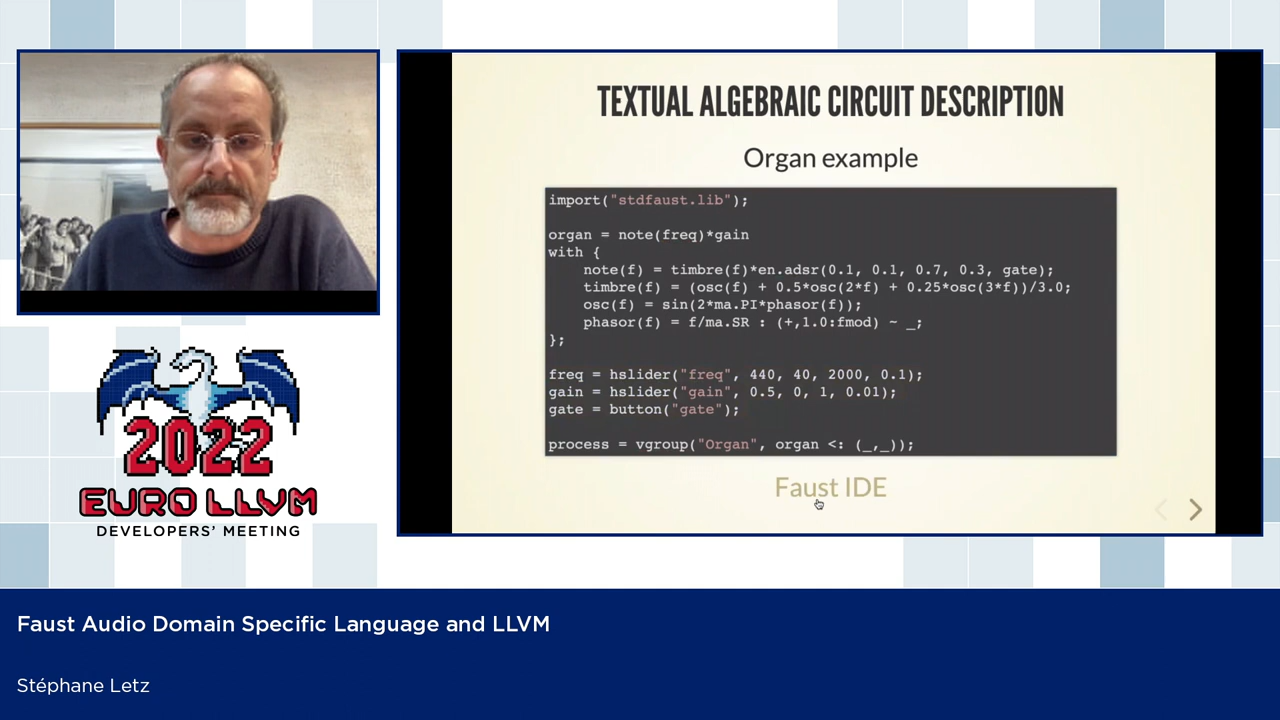 TEXTUAL ALGEBRAIC CIRCUIT DESCRIPTION
Organ example
import("stdfaust.lib");
organ = note(freq)*gain
with {
    note(f) = timbre(f)*en.adsr(0.1, 0.1, 0.7, 0.3, gate);
    timbre(f) = (osc(f) + 0.5*osc(2*f) + 0.25*osc(3*f))/3.0;
    osc(f) = sin(2*ma.PI*phasor(f));
    phasor(f) = f/ma.SR : (+,1.0:fmod) ~ _;
};
freq = hslider("freq", 440, 40, 2000, 0.1);
gain = hslider("gain", 0.5, 0, 1, 0.01);
gate = button("gate");
process = vgroup("Organ", organ <: (_,_));
Faust IDE
2022
EURO LLVM
DEVELOPERS' MEETING
Faust Audio Domain Specific Language and LLVM
Stéphane Letz